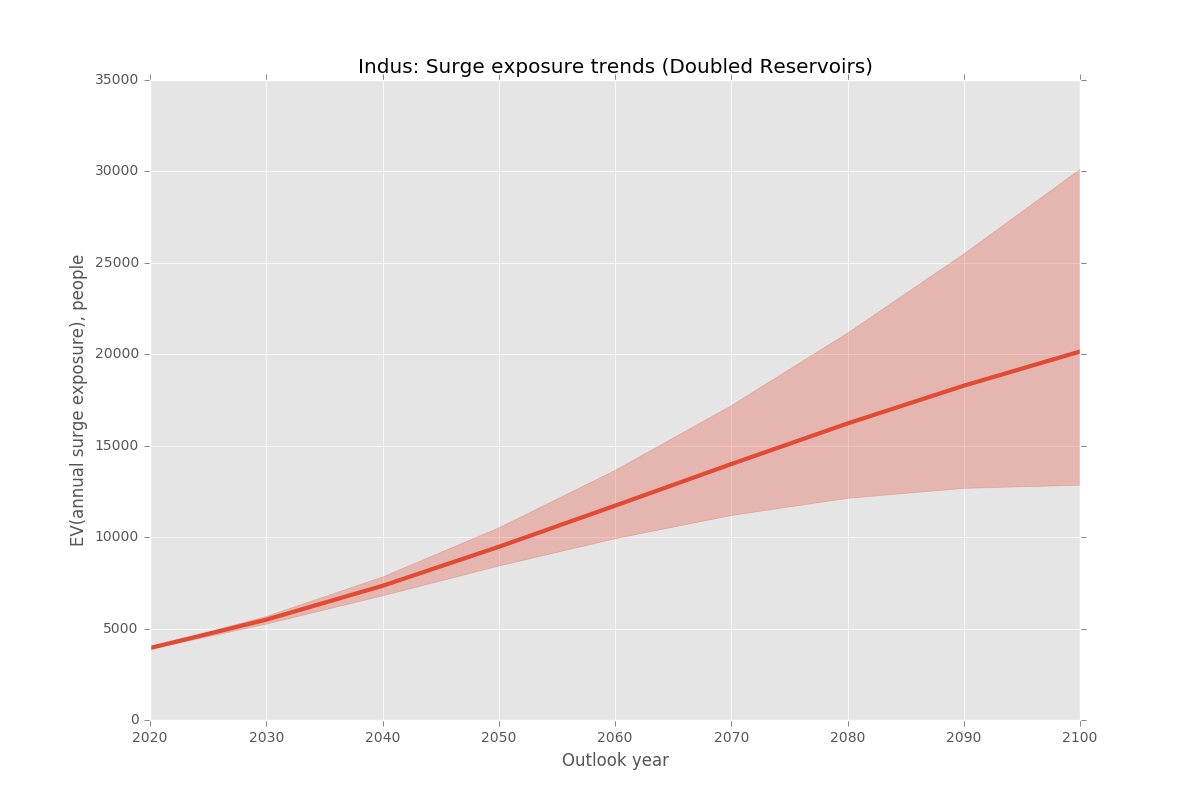 Indus: Surge exposure trends (Doubled Reservoirs)
35000
30000
25000
20000
15000
10000
5000
0
EV(annual surge exposure), people
2020 2030 2040 2050 2060 2070 2080 2090 2100
Outlook year